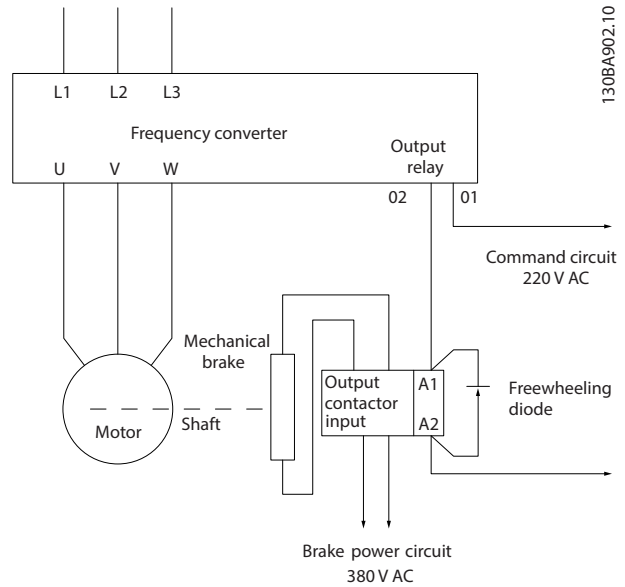 130BA902.10
L1 L2 L3
Frequency converter
Output
relay
U V W
02 01
Command circuit
220 V AC
Mechanical
brake
Output
contactor
input
A1
A2
Freewheeling
diode
Motor
Shaft
Brake power circuit
380 V AC